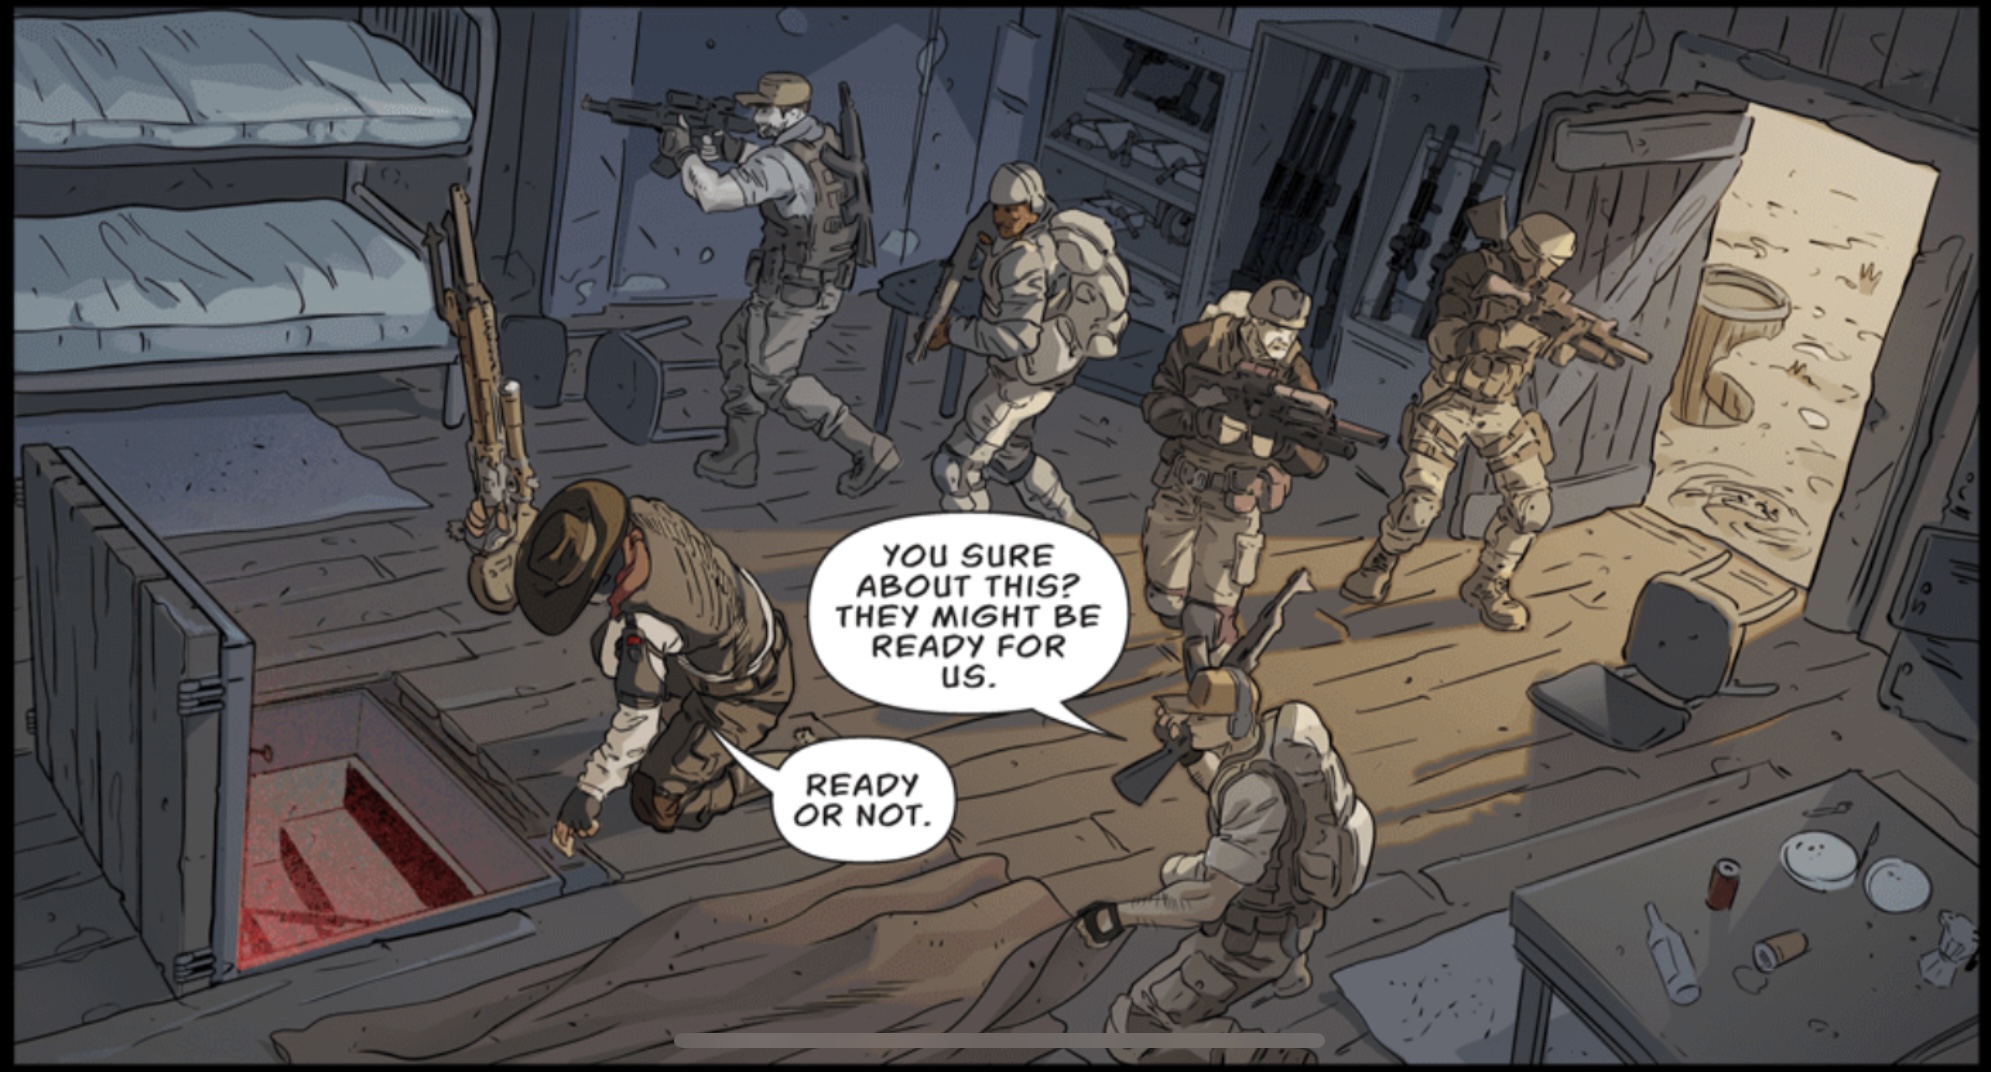 YOU SURE
ABOUT THIS?
THEY MIGHT BE
READY FOR
US.
READY
OR NOT.